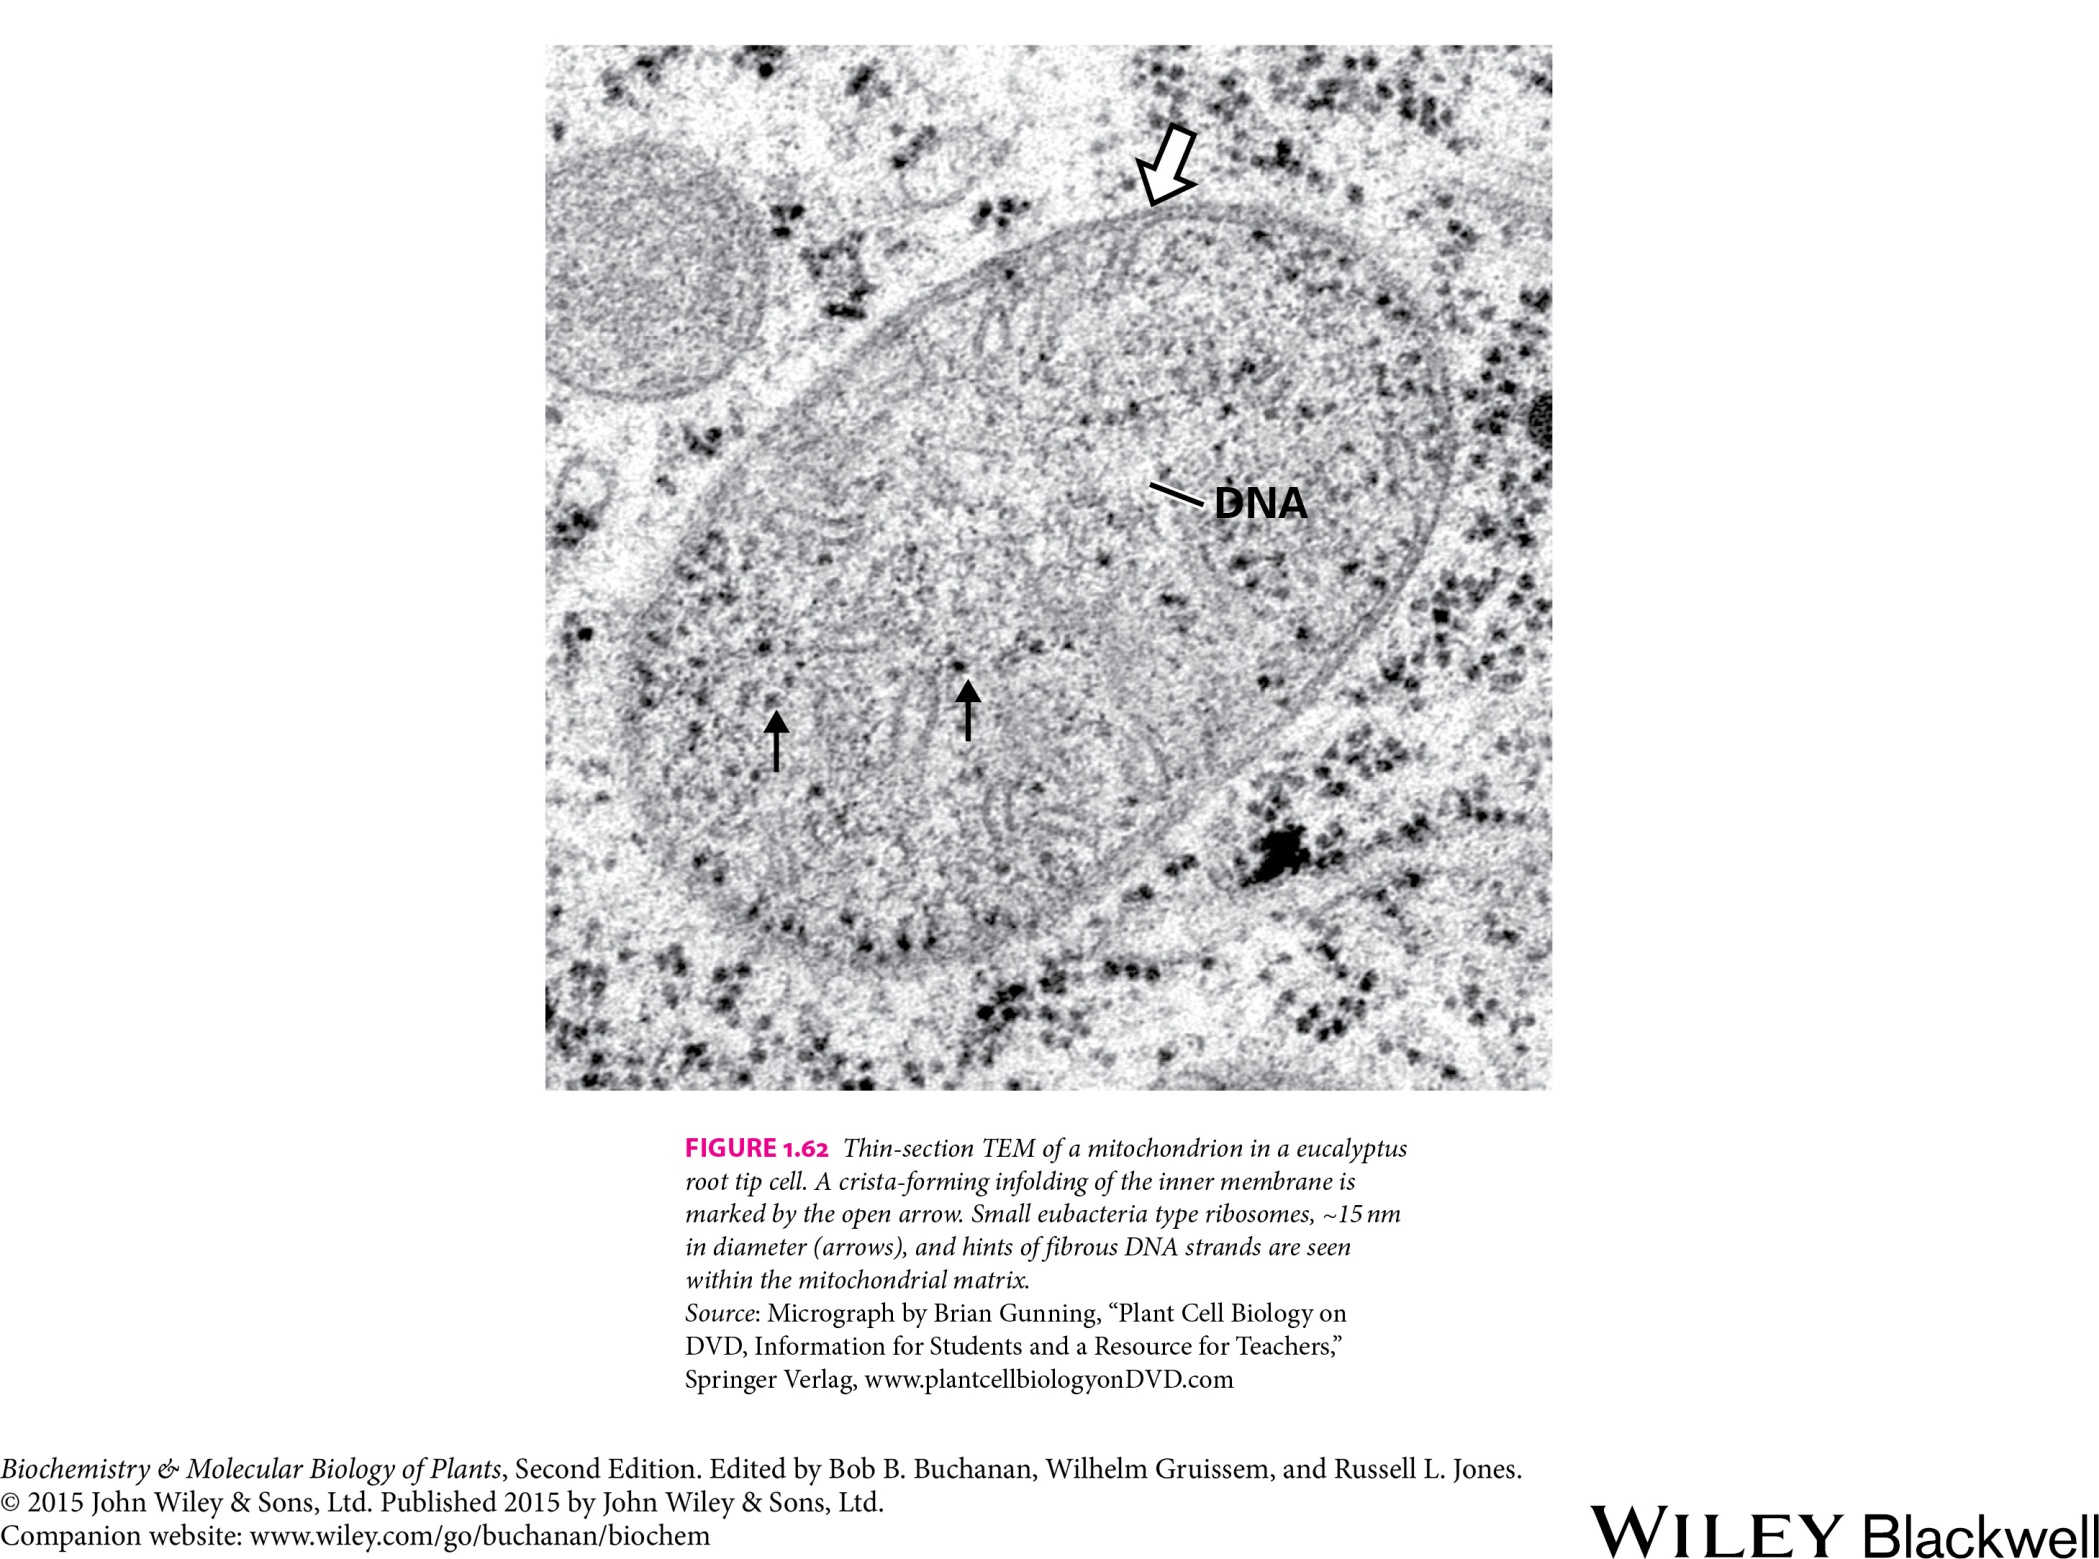 DNA
FIGURE 1.62 Thin-section TEM of a mitochondrion in a eucalyptus
root tip cell. A crista-forming infolding of the inner membrane is
marked by the open arrow. Small eubacteria type ribosomes, ~15 nm
in diameter (arrows), and hints of fibrous DNA strands are seen
within the mitochondrial matrix.
Source: Micrograph by Brian Gunning, “Plant Cell Biology on
DVD, Information for Students and a Resource for Teachers,”
Springer Verlag, www.plantcellbiologyonDVD.com
Biochemistry & Molecular Biology of Plants, Second Edition. Edited by Bob B. Buchanan, Wilhelm Gruissem, and Russell L. Jones.
© 2015 John Wiley & Sons, Ltd. Published 2015 by John Wiley & Sons, Ltd.
Companion website: www.wiley.com/go/buchanan/biochem
WILEY Blackwell